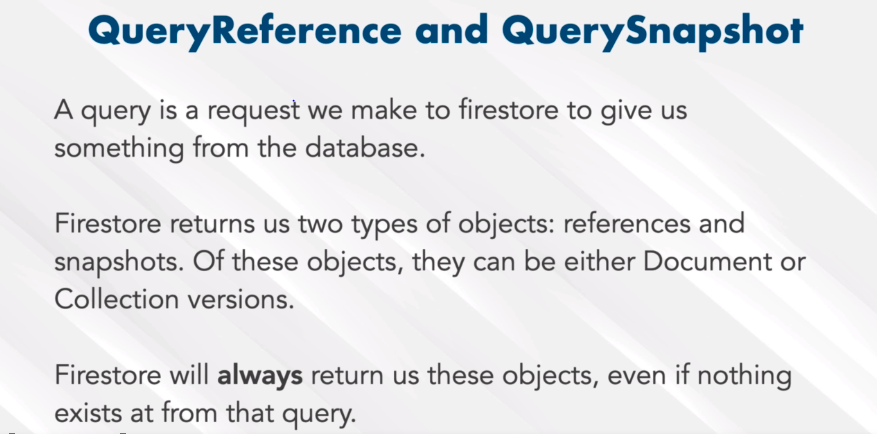 QueryReference and QuerySnapshot
A query is a request we make to firestore to give us
something from the database.
Firestore returns us two types of objects: references and
snapshots. Of these objects, they can be either Document or
Collection versions.
Firestore will always return us these objects, even if nothing
exists at from that query.